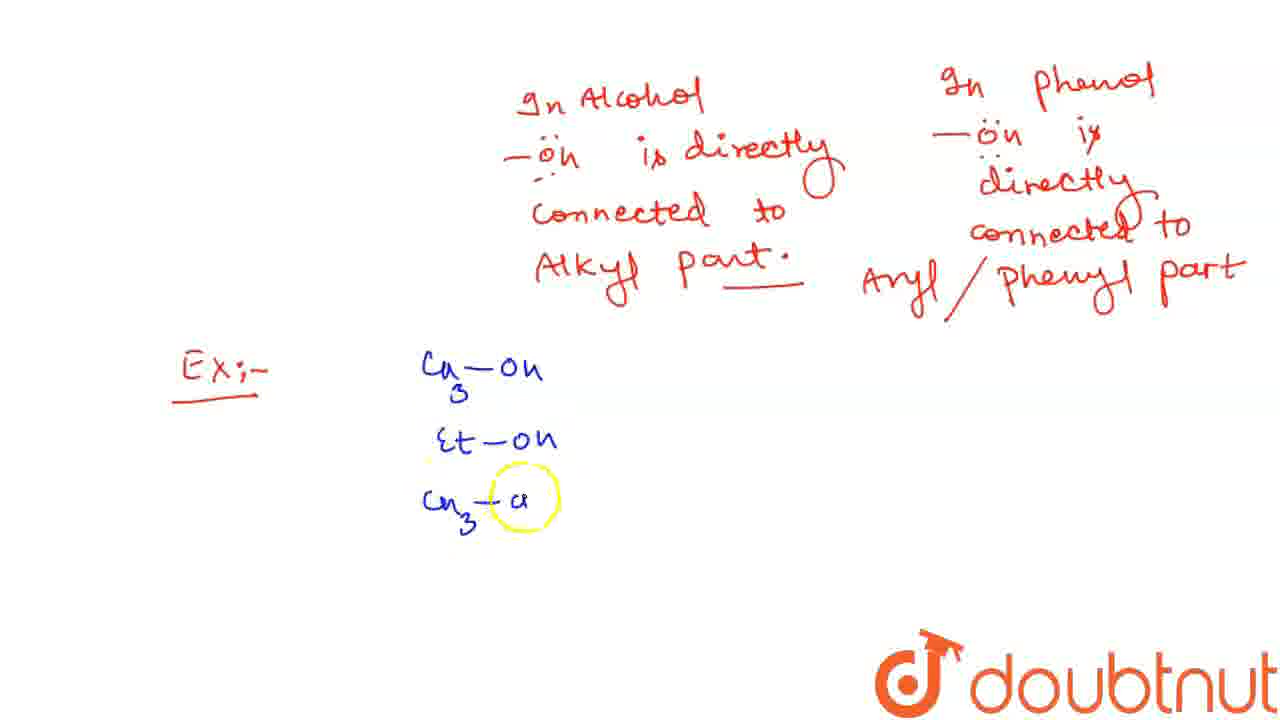 In Alcohol
–ÖH is directly
connected to
Alkyl part.
In phenol
–ÖH is
directly
connected to
Aryl/phenyl part
Ex:-
CH3–OH
Et–OH
CH3–C
doubtnut